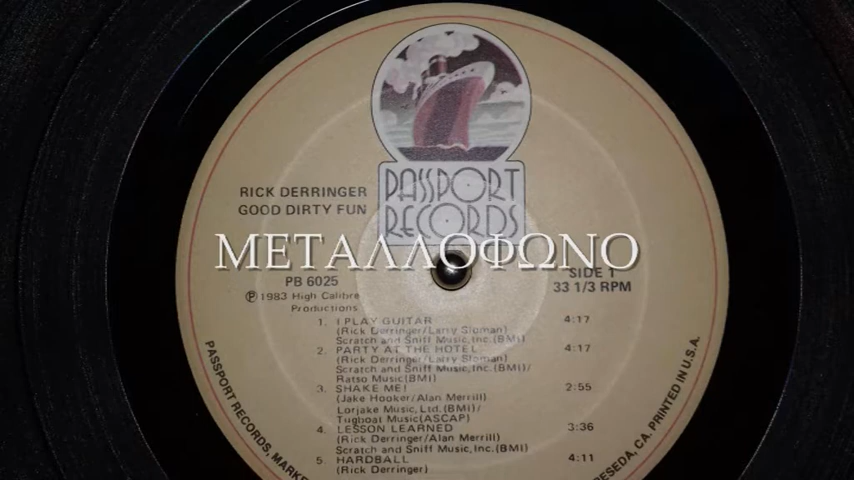 PASSPORT
RECORDS
RICK DERRINGER
GOOD DIRTY FUN
ΜΕΤΑΛΛΟΦΩΝΟ
PB 6025
SIDE 1
33 1/3 RPM
Ⓟ1983 High Calibre
Productions
1. I PLAY GUITAR 4:17
(Rick Derringer/Larry Sloman)
Scratch and Sniff Music, Inc.(BMI)
2. PARTY AT THE HOTEL 4:17
(Rick Derringer/Larry Sloman)
Scratch and Sniff Music, Inc.(BMI)/
Ratso Music(BMI)
3. SHAKE ME! 2:55
(Jake Hooker/Alan Merrill)
Lorjake Music, Ltd.(BMI)/
Tugboat Music(ASCAP)
4. LESSON LEARNED 3:36
(Rick Derringer/Alan Merrill)
Scratch and Sniff Music, Inc.(BMI)
5. HARDBALL 4:11
(Rick Derringer)
PASSPORT RECORDS, RESEDA, CA. PRINTED IN U.S.A.